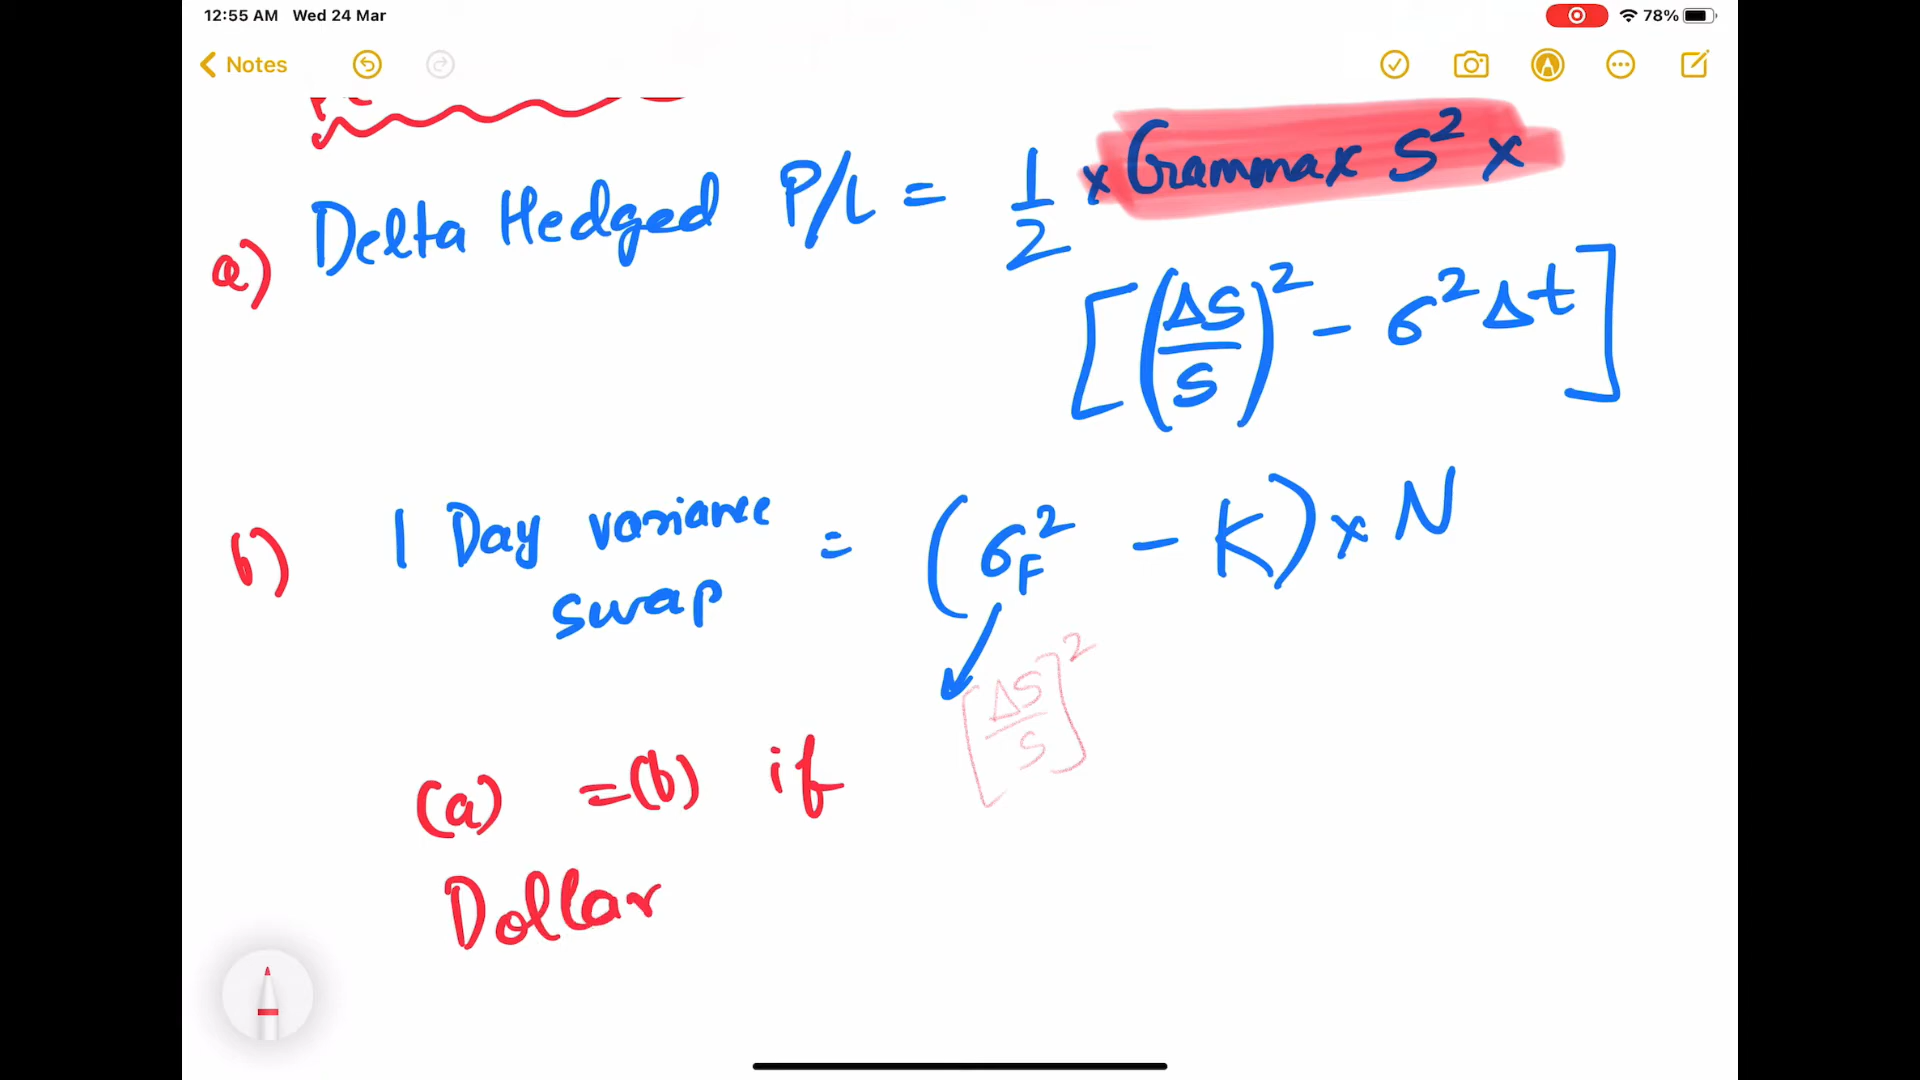 12:55 AM Wed 24 Mar 78%
Notes
a) Delta Hedged P/L = 1/2 x Gamma x S² x
[(ΔS/S)² - σ²Δt]
b) 1 Day variance swap = (σF² - K) x N
[ΔS/S]²
(a) = (b) if
Dollar